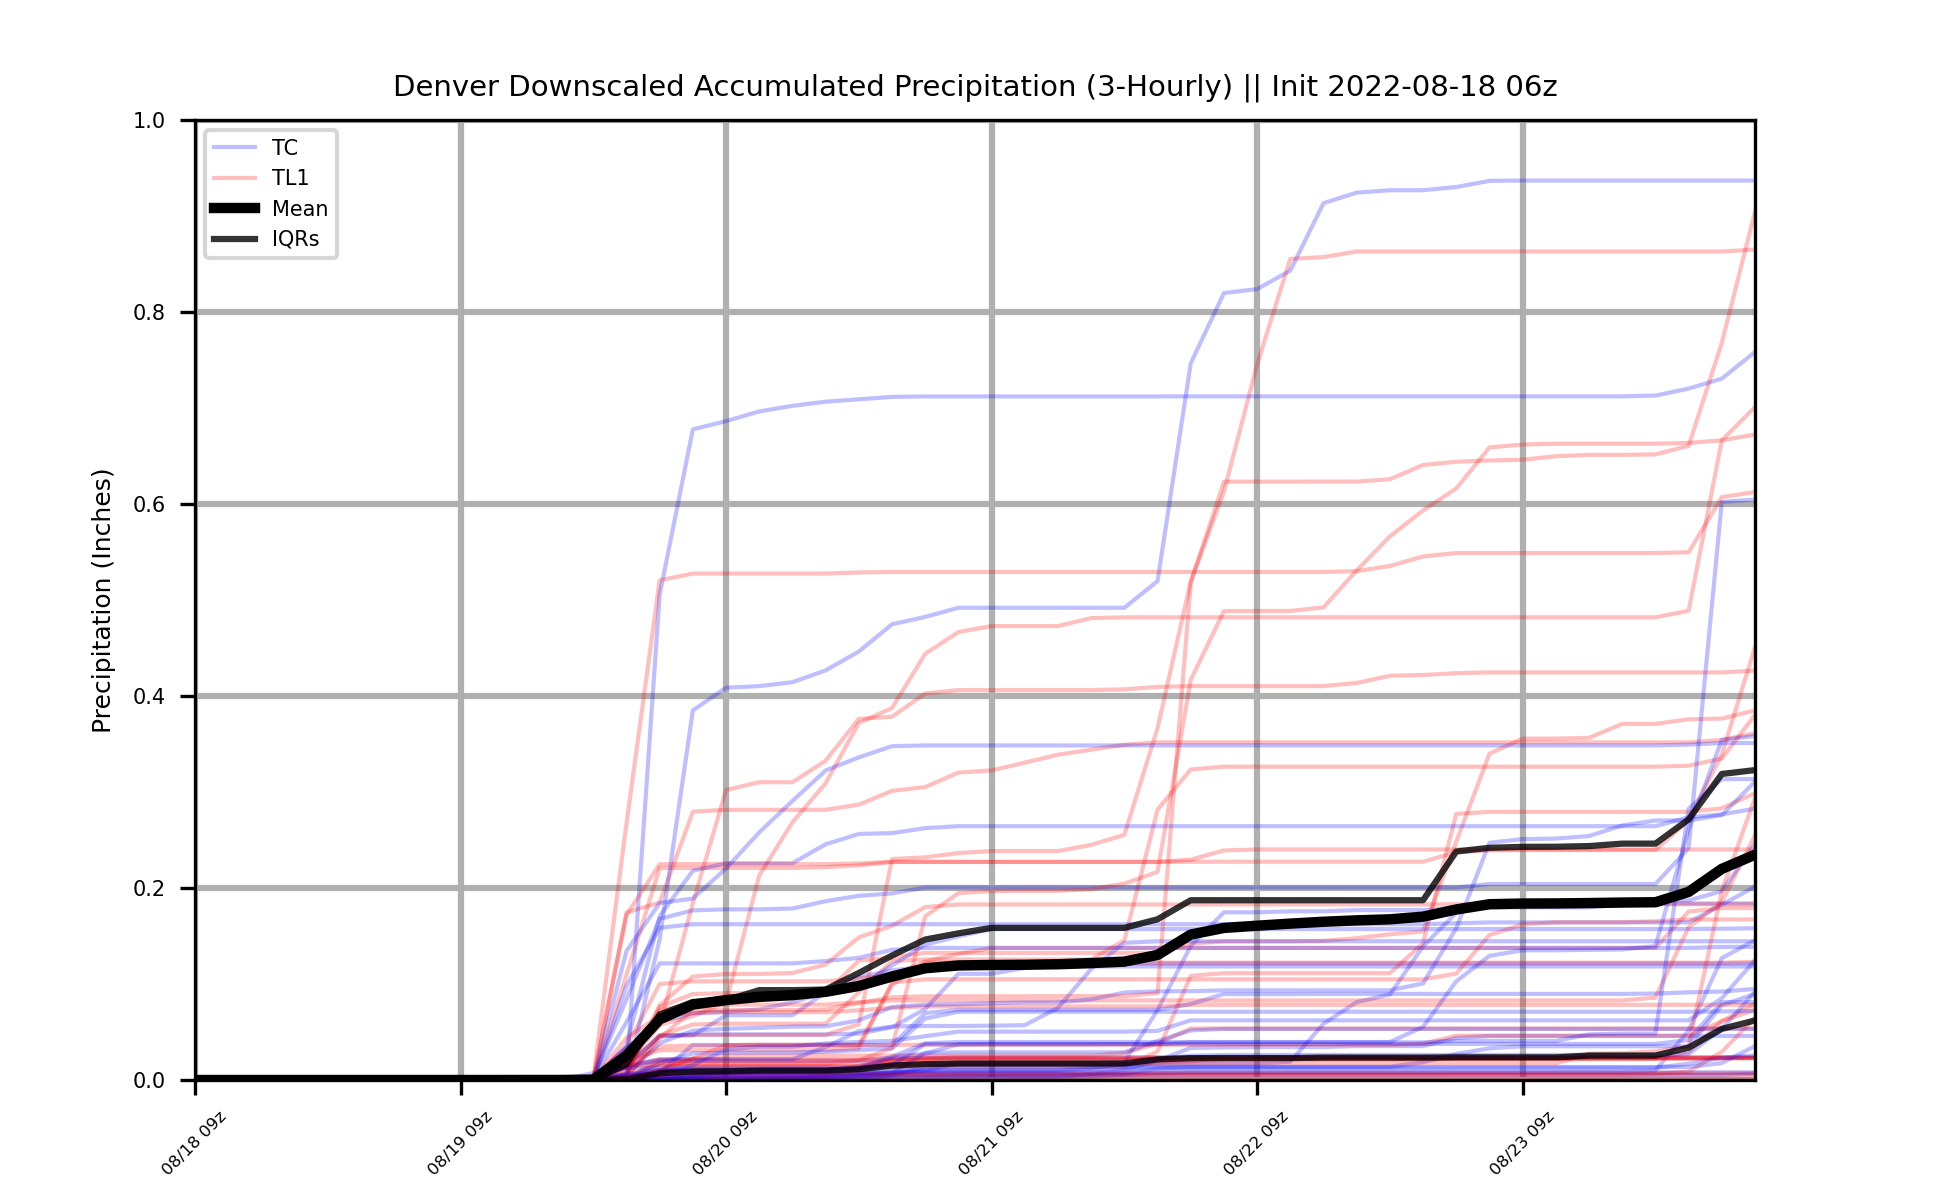 Denver Downscaled Accumulated Precipitation (3-Hourly) || Init 2022-08-18 06z
TC
TL1
Mean
IQRs
Precipitation (Inches)
1.0
0.8
0.6
0.4
0.2
0.0
08/18 09z
08/19 09z
08/20 09z
08/21 09z
08/22 09z
08/23 09z